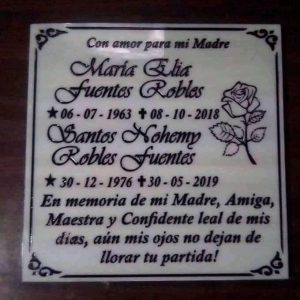 Con amor para mi Madre
María Elia
Fuentes Robles
★06 - 07 - 1963 ✝08 - 10 - 2018
Santos Nohemy
Robles Fuentes
★30 - 12 - 1976 ✝30 - 05 - 2019
En memoria de mi Madre, Amiga,
Maestra y Confidente leal de mis
días, aún mis ojos no dejan de
llorar tu partida!